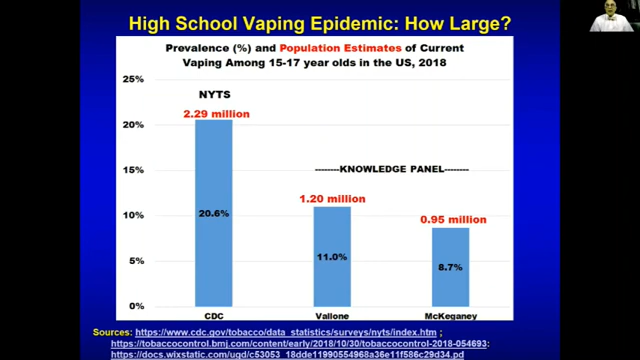 High School Vaping Epidemic: How Large?
Prevalence (%) and Population Estimates of Current
Vaping Among 15-17 year olds in the US, 2018
25%
NYTS
2.29 million
20%
-------KNOWLEDGE PANEL-------
15%
1.20 million
0.95 million
20.6%
10%
11.0%
8.7%
5%
0%
CDC
Vallone
McKeganey
Sources: https://www.cdc.gov/tobacco/data_statistics/surveys/nyts/index.htm ;
https://tobaccocontrol.bmj.com/content/early/2018/10/30/tobaccocontrol-2018-054693;
https://docs.wixstatic.com/ugd/c53053_18dde11990554968a36e11f586c29d34.pd